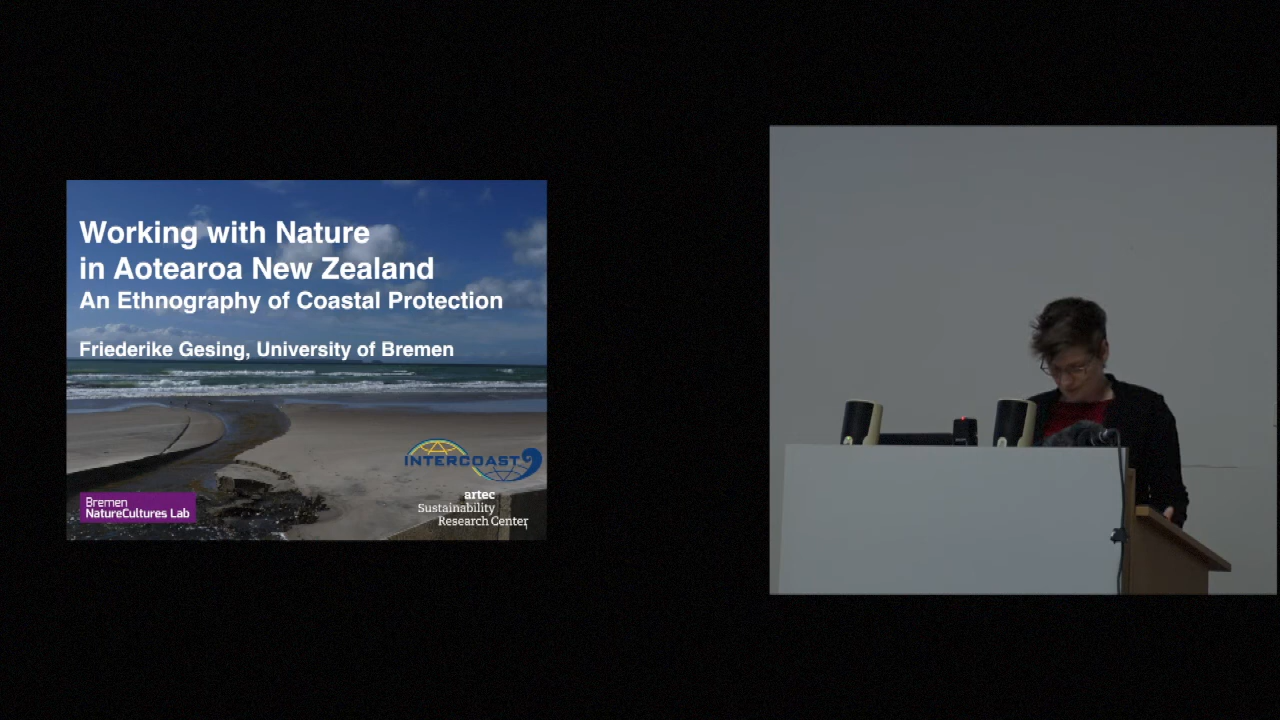 Working with Nature
in Aotearoa New Zealand
An Ethnography of Coastal Protection
Friederike Gesing, University of Bremen
INTERCOAST
Bremen
NatureCultures Lab
artec
Sustainability
Research Center